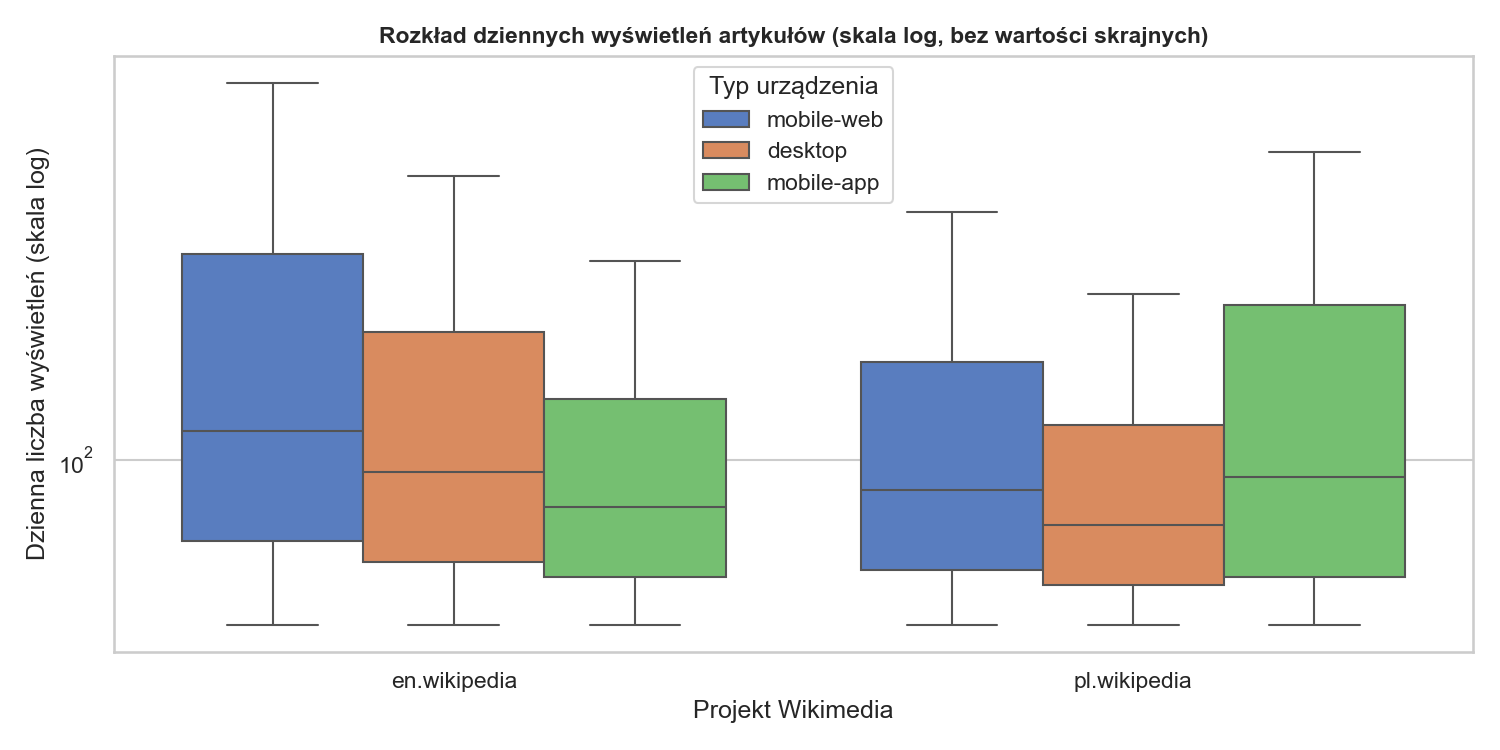 Rozkład dziennych wyświetleń artykułów (skala log, bez wartości skrajnych)
Typ urządzenia
mobile-web
desktop
mobile-app
Dzienna liczba wyświetleń (skala log)
10²
en.wikipedia
pl.wikipedia
Projekt Wikimedia